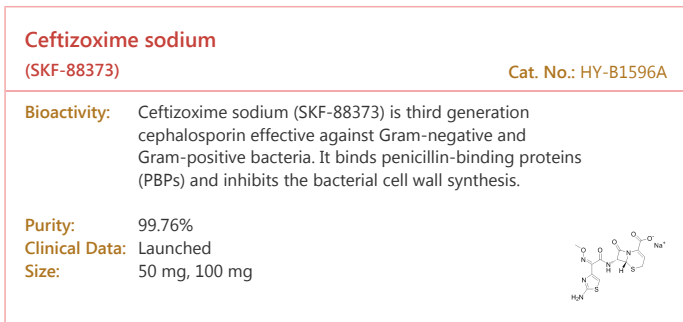 Ceftizoxime sodium
(SKF-88373)
Cat. No.: HY-B1596A
Bioactivity: Ceftizoxime sodium (SKF-88373) is third generation
cephalosporin effective against Gram-negative and
Gram-positive bacteria. It binds penicillin-binding proteins
(PBPs) and inhibits the bacterial cell wall synthesis.
Purity: 99.76%
Clinical Data: Launched
Size: 50 mg, 100 mg
O O⁻ Na⁺
O O O N
N N H H S
N S
H₂N